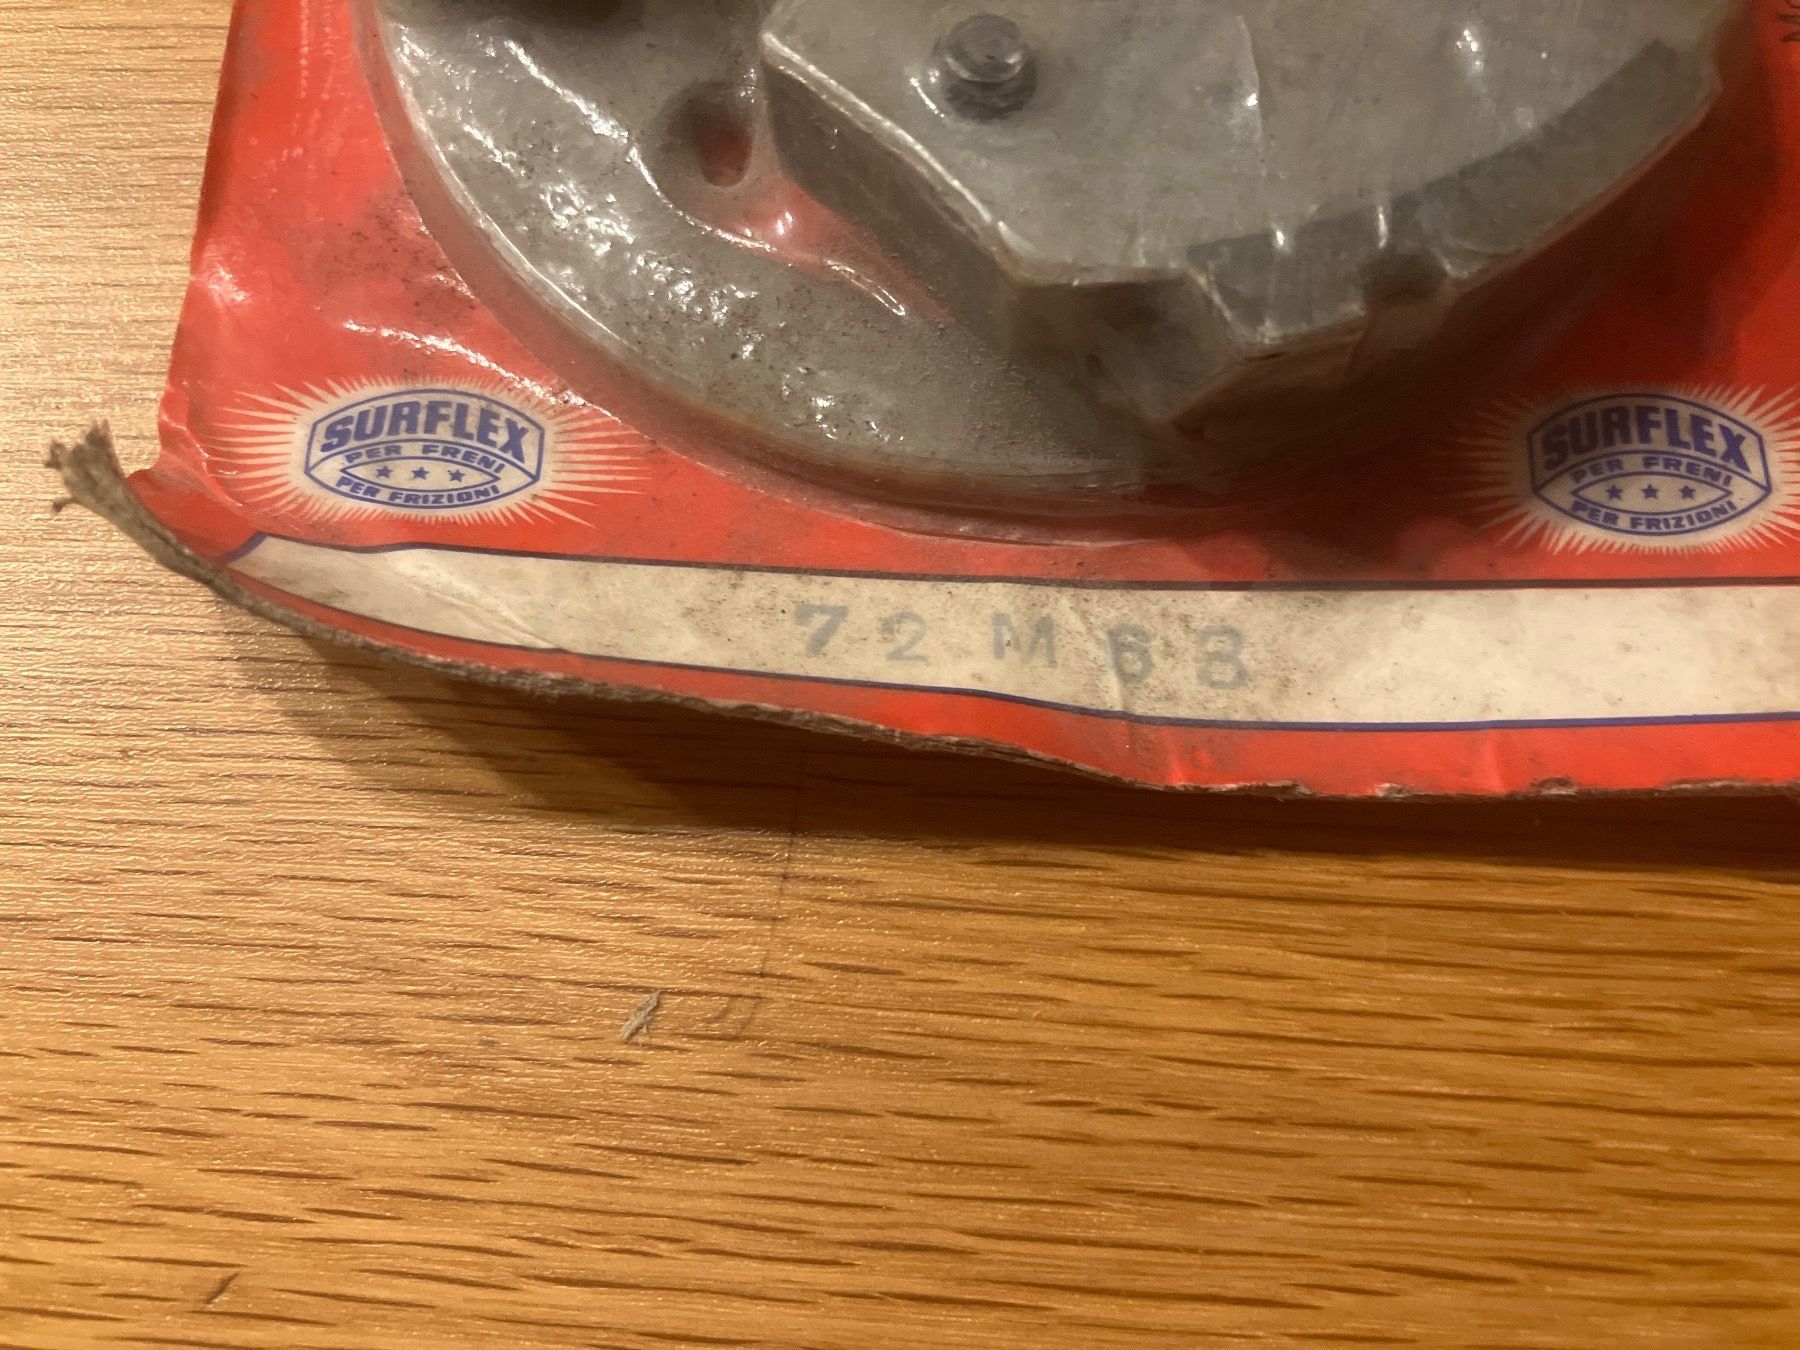 SURFLEX
PER FRENI
PER FRIZIONI
SURFLEX
PER FRENI
PER FRIZIONI
72 M 63